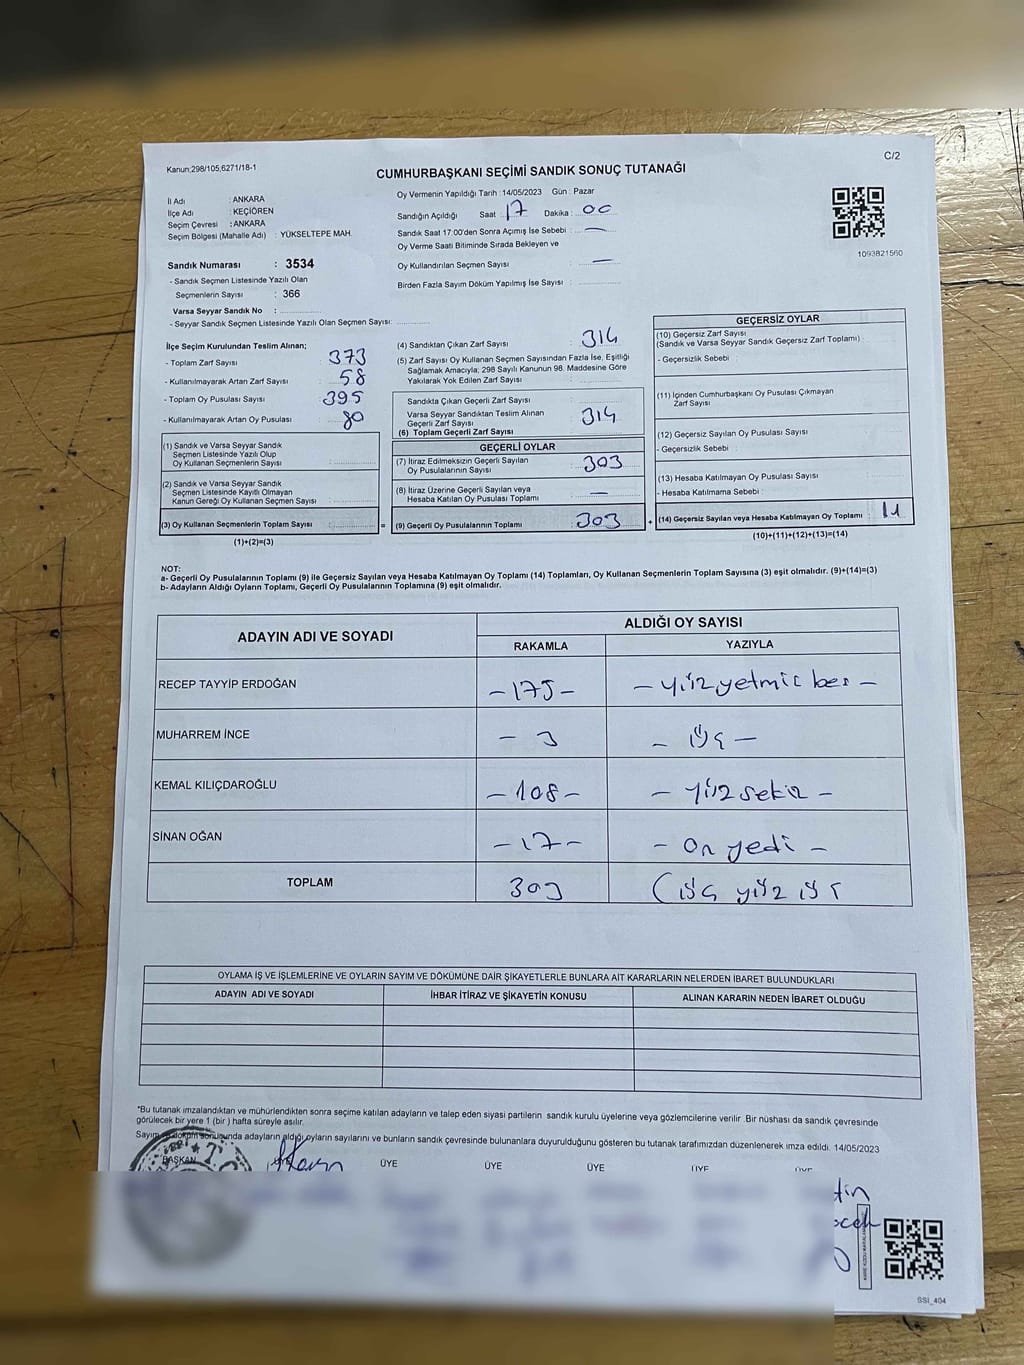 Kanun:298/105,6271/18-1
C/2
CUMHURBAŞKANI SEÇİMİ SANDIK SONUÇ TUTANAĞI
İl Adı : ANKARA
İlçe Adı : KEÇİÖREN
Seçim Çevresi : ANKARA
Seçim Bölgesi (Mahalle Adı) : YÜKSELTEPE MAH.
Oy Vermenin Yapıldığı Tarih : 14/05/2023 Gün : Pazar
Sandığın Açıldığı Saat : 17 Dakika : 00
Sandık Saat 17:00'den Sonra Açılmış İse Sebebi : —
Oy Verme Saati Bitiminde Sırada Bekleyen ve
Oy Kullandırılan Seçmen Sayısı : —
Birden Fazla Sayım Döküm Yapılmış İse Sayısı :
1093821560
Sandık Numarası : 3534
- Sandık Seçmen Listesinde Yazılı Olan
Seçmenlerin Sayısı : 366
Varsa Seyyar Sandık No :
- Seyyar Sandık Seçmen Listesinde Yazılı Olan Seçmen Sayısı:
İlçe Seçim Kurulundan Teslim Alınan;
- Toplam Zarf Sayısı : 373
- Kullanılmayarak Artan Zarf Sayısı : 58
- Toplam Oy Pusulası Sayısı : 395
- Kullanılmayarak Artan Oy Pusulası : 80
(1) Sandık ve Varsa Seyyar Sandık
Seçmen Listesinde Yazılı Olup
Oy Kullanan Seçmenlerin Sayısı :
(2) Sandık ve Varsa Seyyar Sandık
Seçmen Listesinde Kayıtlı Olmayan
Kanun Gereği Oy Kullanan Seçmen Sayısı :
(3) Oy Kullanan Seçmenlerin Toplam Sayısı : =
(1)+(2)=(3)
(4) Sandıktan Çıkan Zarf Sayısı : 314
(5) Zarf Sayısı Oy Kullanan Seçmen Sayısından Fazla İse, Eşitliği
Sağlamak Amacıyla; 298 Sayılı Kanunun 98. Maddesine Göre
Yakılarak Yok Edilen Zarf Sayısı :
Sandıkta Çıkan Geçerli Zarf Sayısı :
Varsa Seyyar Sandıktan Teslim Alınan
Geçerli Zarf Sayısı :
(6) Toplam Geçerli Zarf Sayısı : 314
GEÇERLİ OYLAR
(7) İtiraz Edilmeksizin Geçerli Sayılan
Oy Pusulalarının Sayısı : 303
(8) İtiraz Üzerine Geçerli Sayılan veya
Hesaba Katılan Oy Pusulası Toplamı : —
(9) Geçerli Oy Pusulalarının Toplamı : 303 +
GEÇERSİZ OYLAR
(10) Geçersiz Zarf Sayısı
(Sandık ve Varsa Seyyar Sandık Geçersiz Zarf Toplamı) :
- Geçersizlik Sebebi :
(11) İçinden Cumhurbaşkanı Oy Pusulası Çıkmayan
Zarf Sayısı :
(12) Geçersiz Sayılan Oy Pusulası Sayısı :
- Geçersizlik Sebebi :
(13) Hesaba Katılmayan Oy Pusulası Sayısı :
- Hesaba Katılmama Sebebi :
(14) Geçersiz Sayılan veya Hesaba Katılmayan Oy Toplamı : 11
(10)+(11)+(12)+(13)=(14)
NOT:
a- Geçerli Oy Pusulalarının Toplamı (9) ile Geçersiz Sayılan veya Hesaba Katılmayan Oy Toplamı (14) Toplamları, Oy Kullanan Seçmenlerin Toplam Sayısına (3) eşit olmalıdır. (9)+(14)=(3)
b- Adayların Aldığı Oyların Toplamı, Geçerli Oy Pusulalarının Toplamına (9) eşit olmalıdır.
ADAYIN ADI VE SOYADI
ALDIĞI OY SAYISI
RAKAMLA YAZIYLA
RECEP TAYYİP ERDOĞAN – 175 – – yüz yetmiş beş –
MUHARREM İNCE – 3 – üç –
KEMAL KILIÇDAROĞLU – 108 – – yüz sekiz –
SİNAN OĞAN – 17 – – on yedi –
TOPLAM 303 (üç yüz üç
OYLAMA İŞ VE İŞLEMLERİNE VE OYLARIN SAYIM VE DÖKÜMÜNE DAİR ŞİKAYETLERLE BUNLARA AİT KARARLARIN NELERDEN İBARET BULUNDUKLARI
ADAYIN ADI VE SOYADI İHBAR İTİRAZ VE ŞİKAYETİN KONUSU ALINAN KARARIN NEDEN İBARET OLDUĞU
*Bu tutanak imzalandıktan ve mühürlendikten sonra seçime katılan adayların ve talep eden siyasi partilerin sandık kurulu üyelerine veya gözlemcilerine verilir. Bir nüshası da sandık çevresinde
görülecek bir yere 1 (bir) hafta süreyle asılır.
Sayım ve döküm sonucunda adayların aldığı oyların sayılarını ve bunların sandık çevresinde bulunanlara duyurulduğunu gösteren bu tutanak tarafımızdan düzenlenerek imza edildi. 14/05/2023
BAŞKAN ÜYE ÜYE ÜYE ÜYE ÜYE
SSI_404